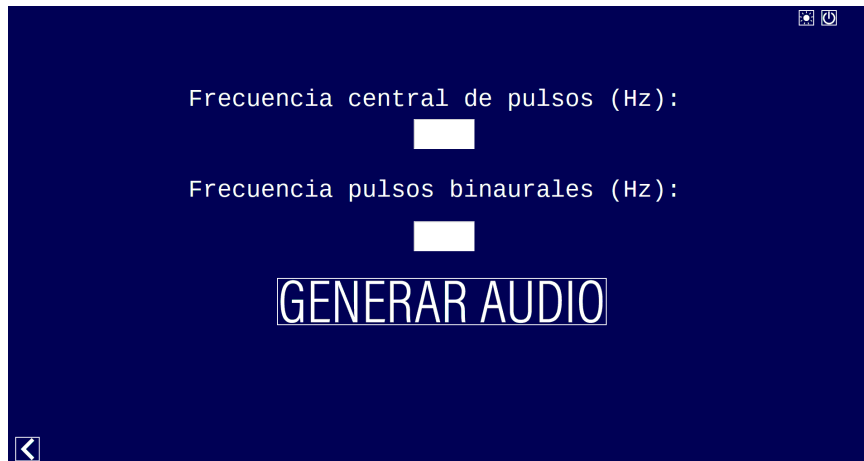 Frecuencia central de pulsos (Hz):
Frecuencia pulsos binaurales (Hz):
GENERAR AUDIO